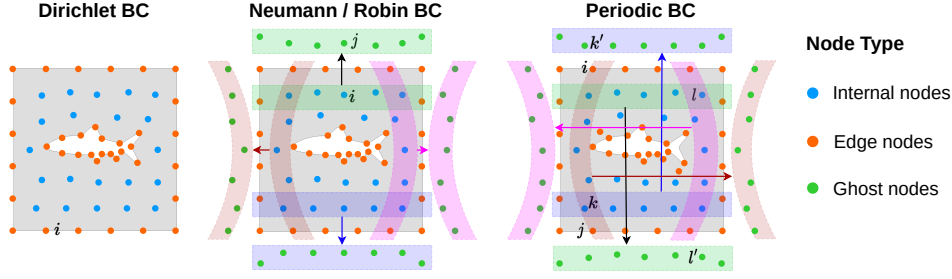 Dirichlet BC
Neumann / Robin BC
Periodic BC
j
k′
i
Node Type
i
l
Internal nodes
Edge nodes
Ghost nodes
k
i
j
l′